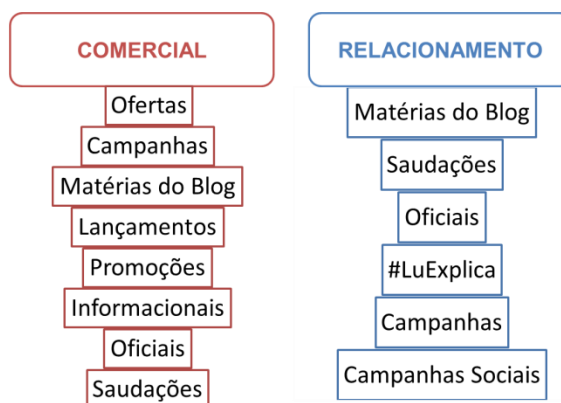 COMERCIAL
Ofertas
Campanhas
Matérias do Blog
Lançamentos
Promoções
Informacionais
Oficiais
Saudações
RELACIONAMENTO
Matérias do Blog
Saudações
Oficiais
#LuExplica
Campanhas
Campanhas Sociais